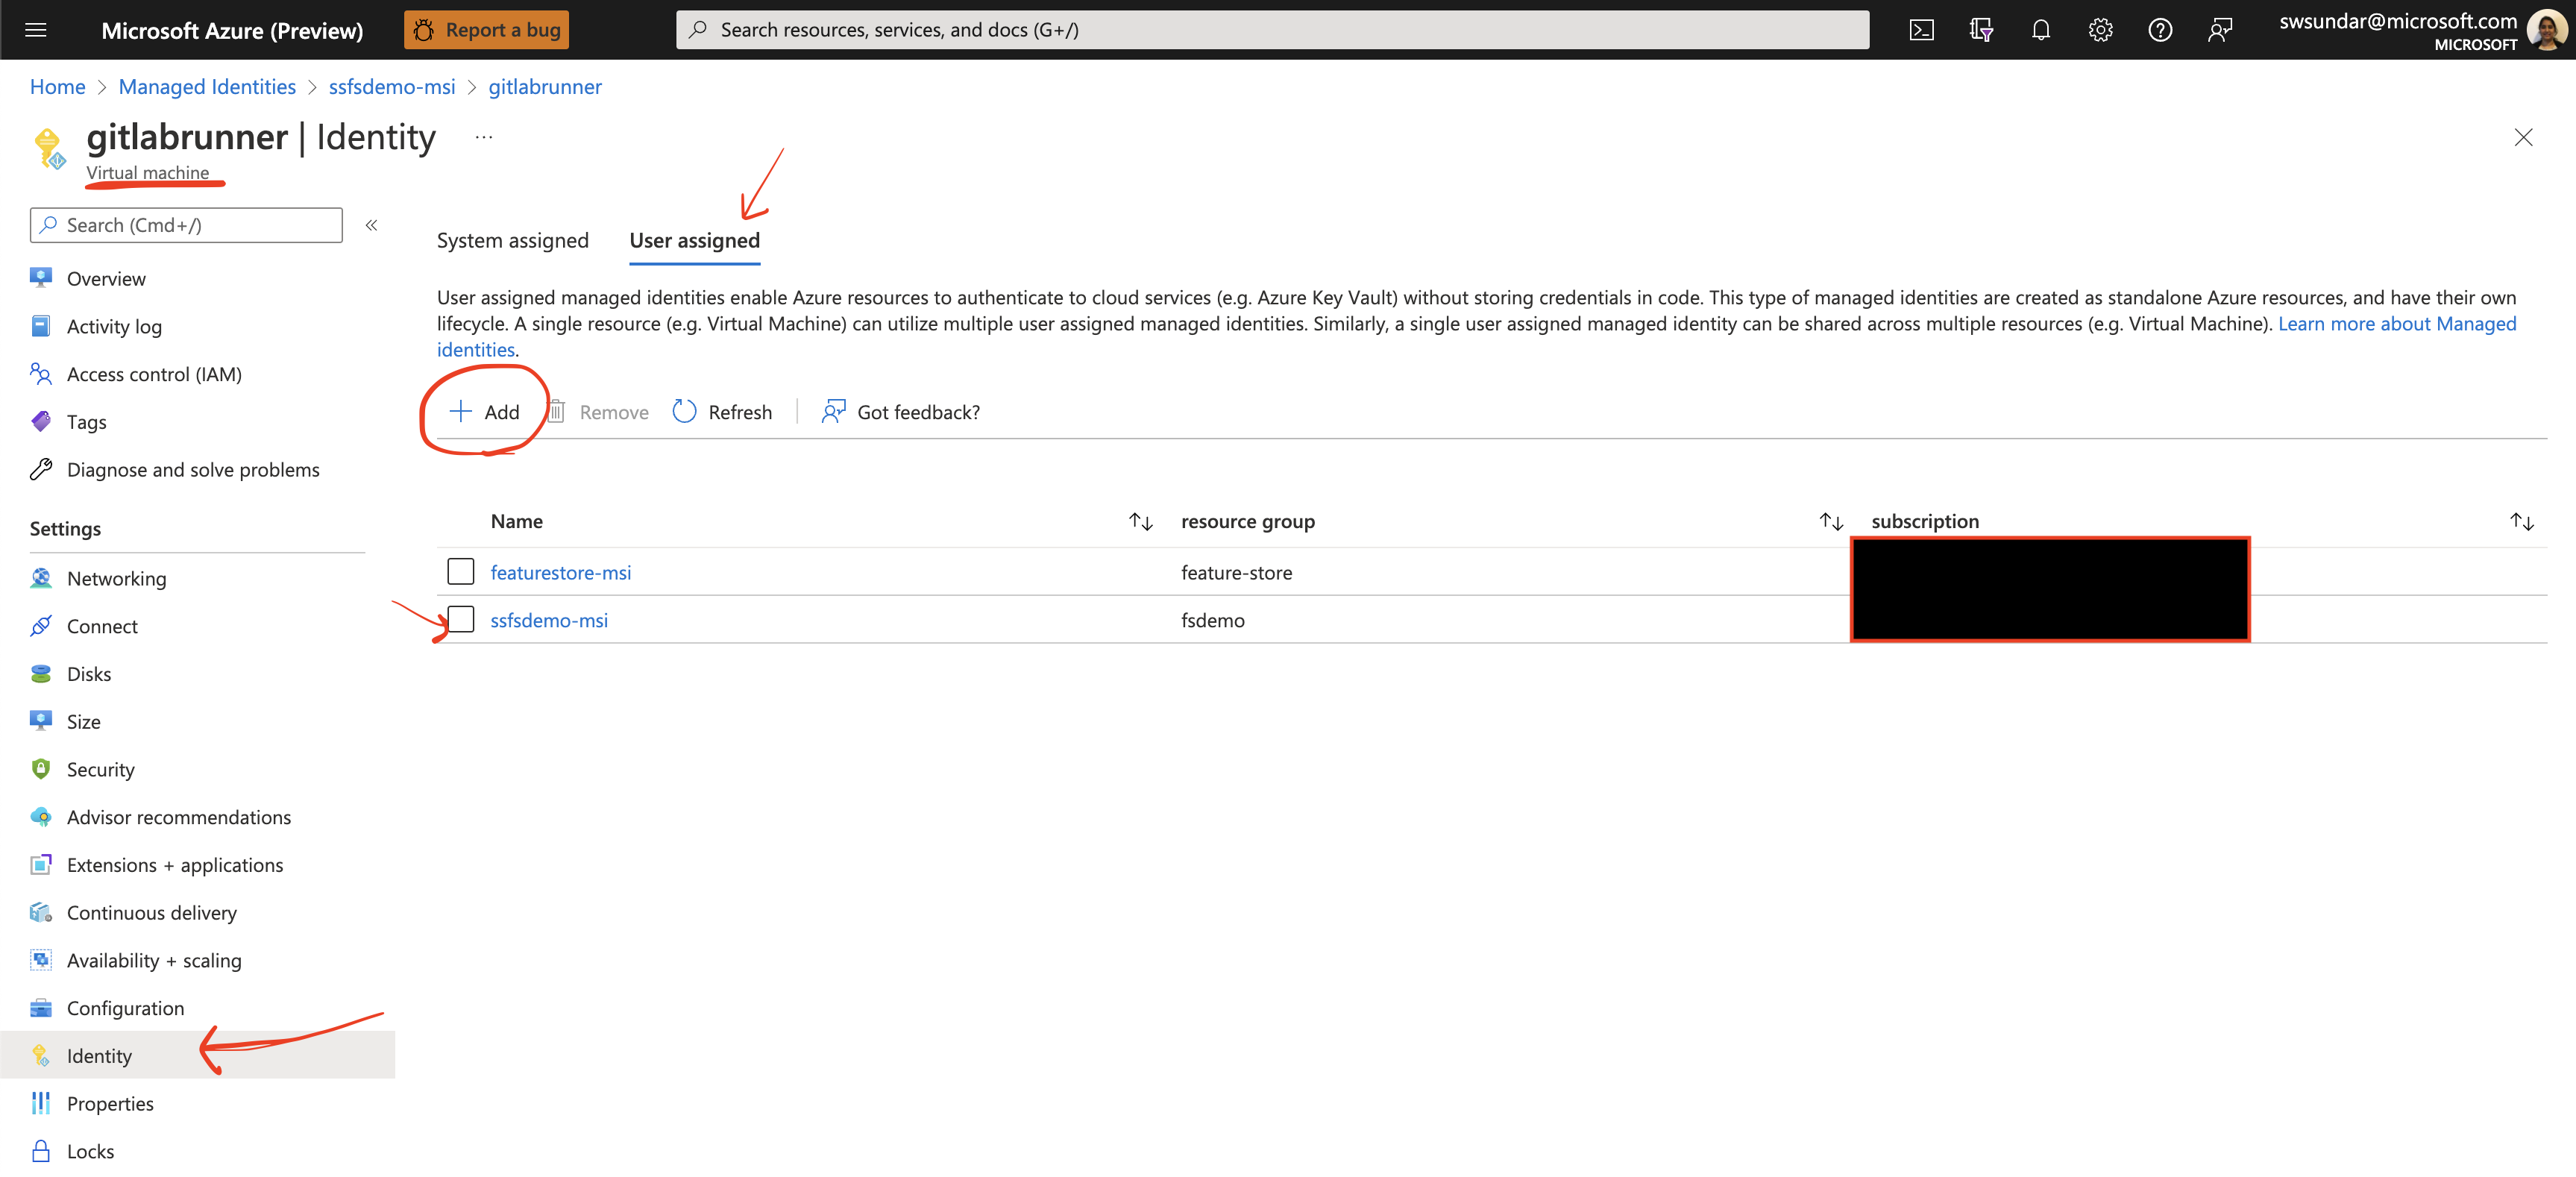 Microsoft Azure (Preview)
Report a bug
Search resources, services, and docs (G+/)
swsundar@microsoft.com
MICROSOFT
Home > Managed Identities > ssfsdemo-msi > gitlabrunner
gitlabrunner | Identity ...
Virtual machine
Search (Cmd+/)
«
Overview
Activity log
Access control (IAM)
Tags
Diagnose and solve problems
Settings
Networking
Connect
Disks
Size
Security
Advisor recommendations
Extensions + applications
Continuous delivery
Availability + scaling
Configuration
Identity
Properties
Locks
System assigned User assigned
User assigned managed identities enable Azure resources to authenticate to cloud services (e.g. Azure Key Vault) without storing credentials in code. This type of managed identities are created as standalone Azure resources, and have their own
lifecycle. A single resource (e.g. Virtual Machine) can utilize multiple user assigned managed identities. Similarly, a single user assigned managed identity can be shared across multiple resources (e.g. Virtual Machine). Learn more about Managed
identities.
+ Add Remove Refresh | Got feedback?
Name resource group subscription
featurestore-msi feature-store
ssfsdemo-msi fsdemo